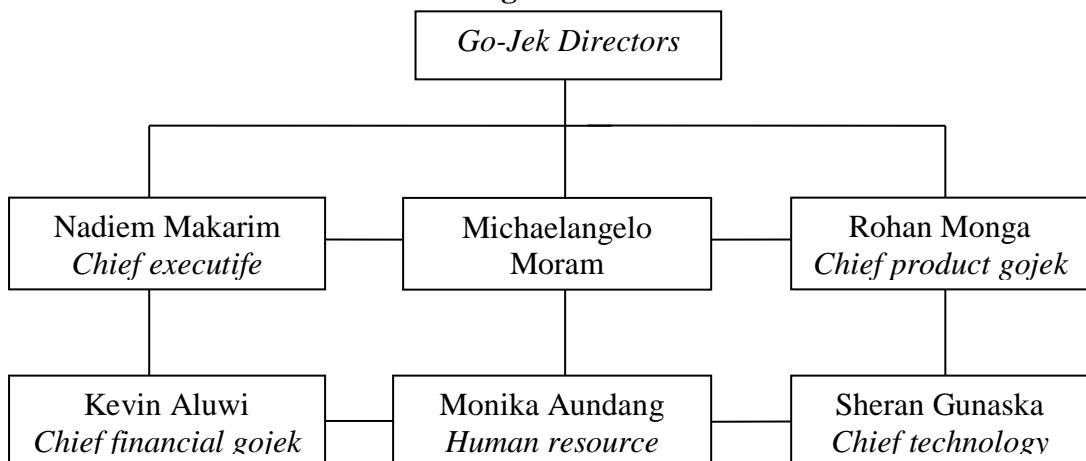 Go-Jek Directors
Nadiem Makarim
Chief executife
Michaelangelo
Moram
Rohan Monga
Chief product gojek
Kevin Aluwi
Chief financial gojek
Monika Aundang
Human resource
Sheran Gunaska
Chief technology